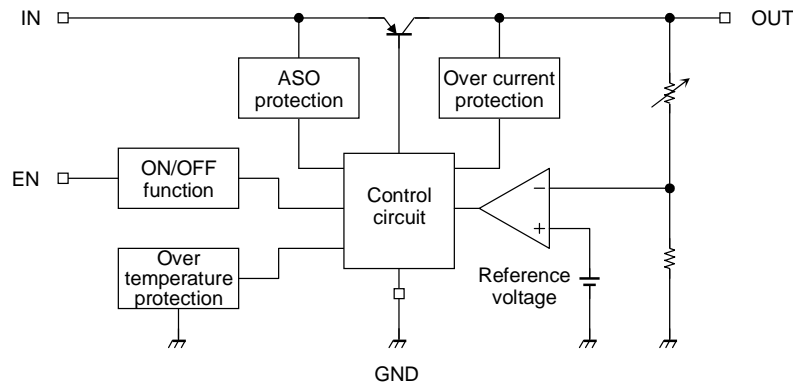 IN
OUT
ASO
protection
Over current
protection
EN
ON/OFF
function
Control
circuit
−
+
Over
temperature
protection
Reference
voltage
GND